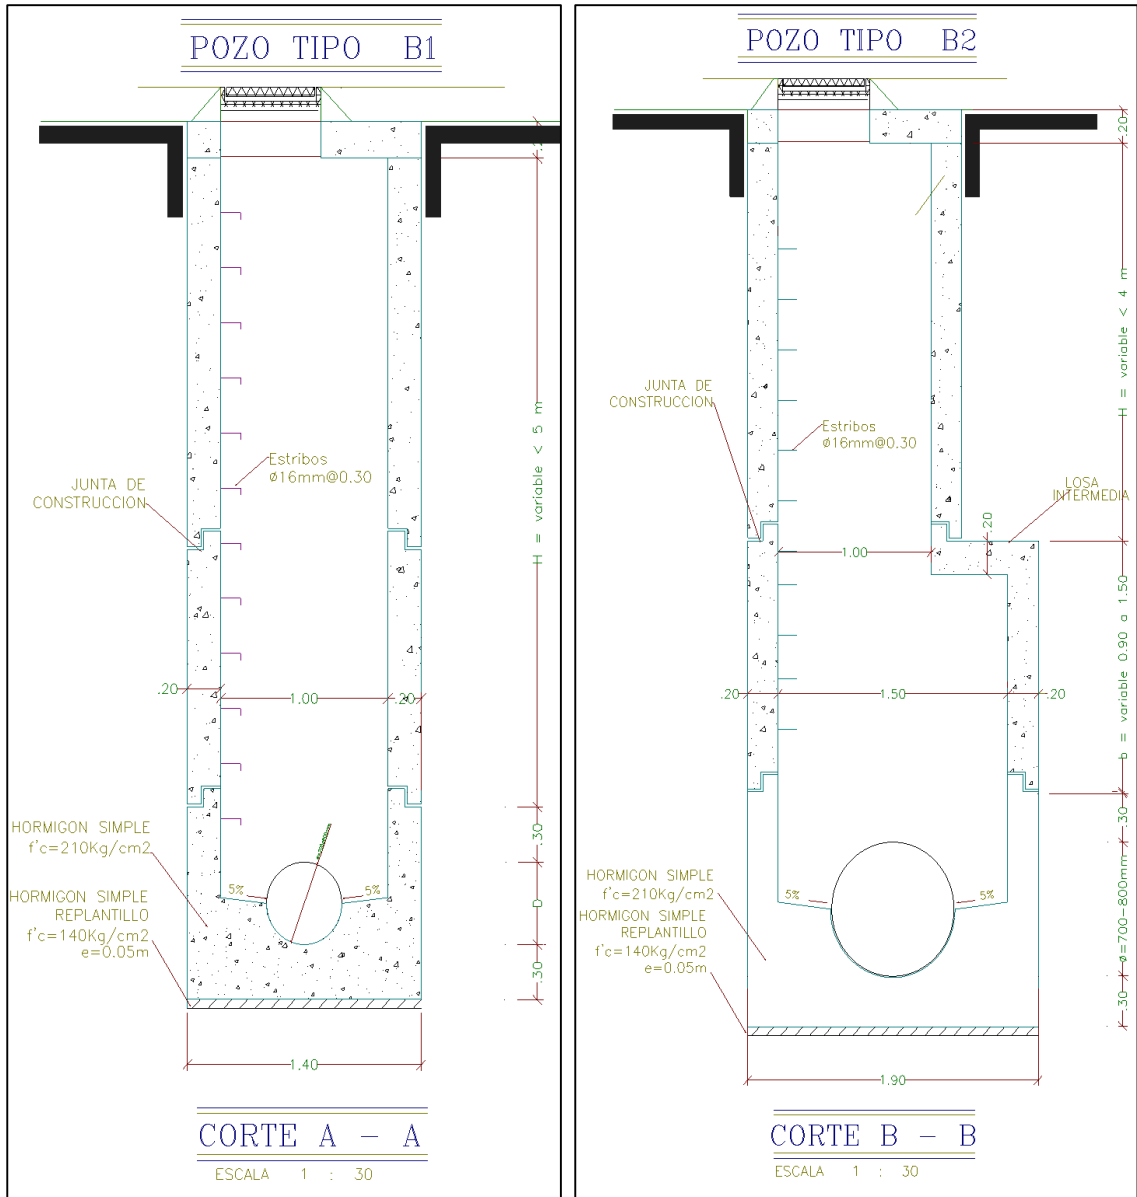 POZO TIPO B1
.2
H = variable < 5 m
Estribos
ø16mm@0.30
JUNTA DE
CONSTRUCCION
.20
1.00
.20
HORMIGON SIMPLE
f'c=210Kg/cm2
HORMIGON SIMPLE
REPLANTILLO
f'c=140Kg/cm2
e=0.05m
5%
5%
.30
D
.30
1.40
CORTE A - A
ESCALA 1 : 30
POZO TIPO B2
.20
H = variable < 4 m
JUNTA DE
CONSTRUCCION
Estribos
ø16mm@0.30
LOSA
INTERMEDIA
.20
1.00
b = variable 0.90 a 1.50
.20
1.50
.20
.30
HORMIGON SIMPLE
f'c=210Kg/cm2
HORMIGON SIMPLE
REPLANTILLO
f'c=140Kg/cm2
e=0.05m
5%
5%
ø=700-800mm
.30
1.90
CORTE B - B
ESCALA 1 : 30